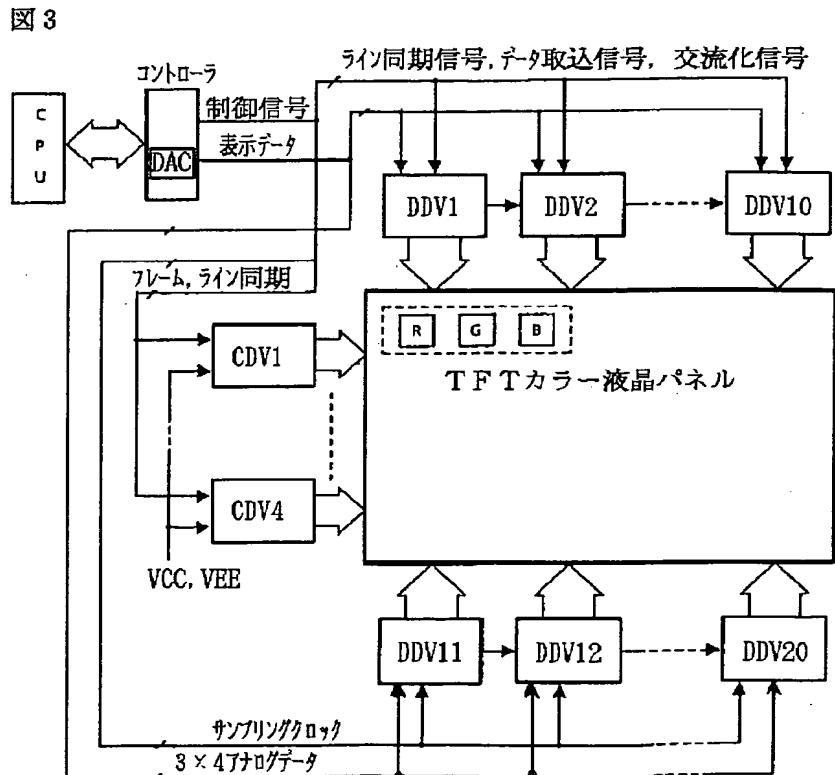 図3
ライン同期信号,データ取込信号, 交流化信号
コントローラ
制御信号
CPU
DAC
表示データ
DDV1
DDV2
DDV10
フレーム,ライン同期
R
G
B
CDV1
TFTカラー液晶パネル
CDV4
VCC, VEE
DDV11
DDV12
DDV20
サンプリングクロック
3×4アナログデータ